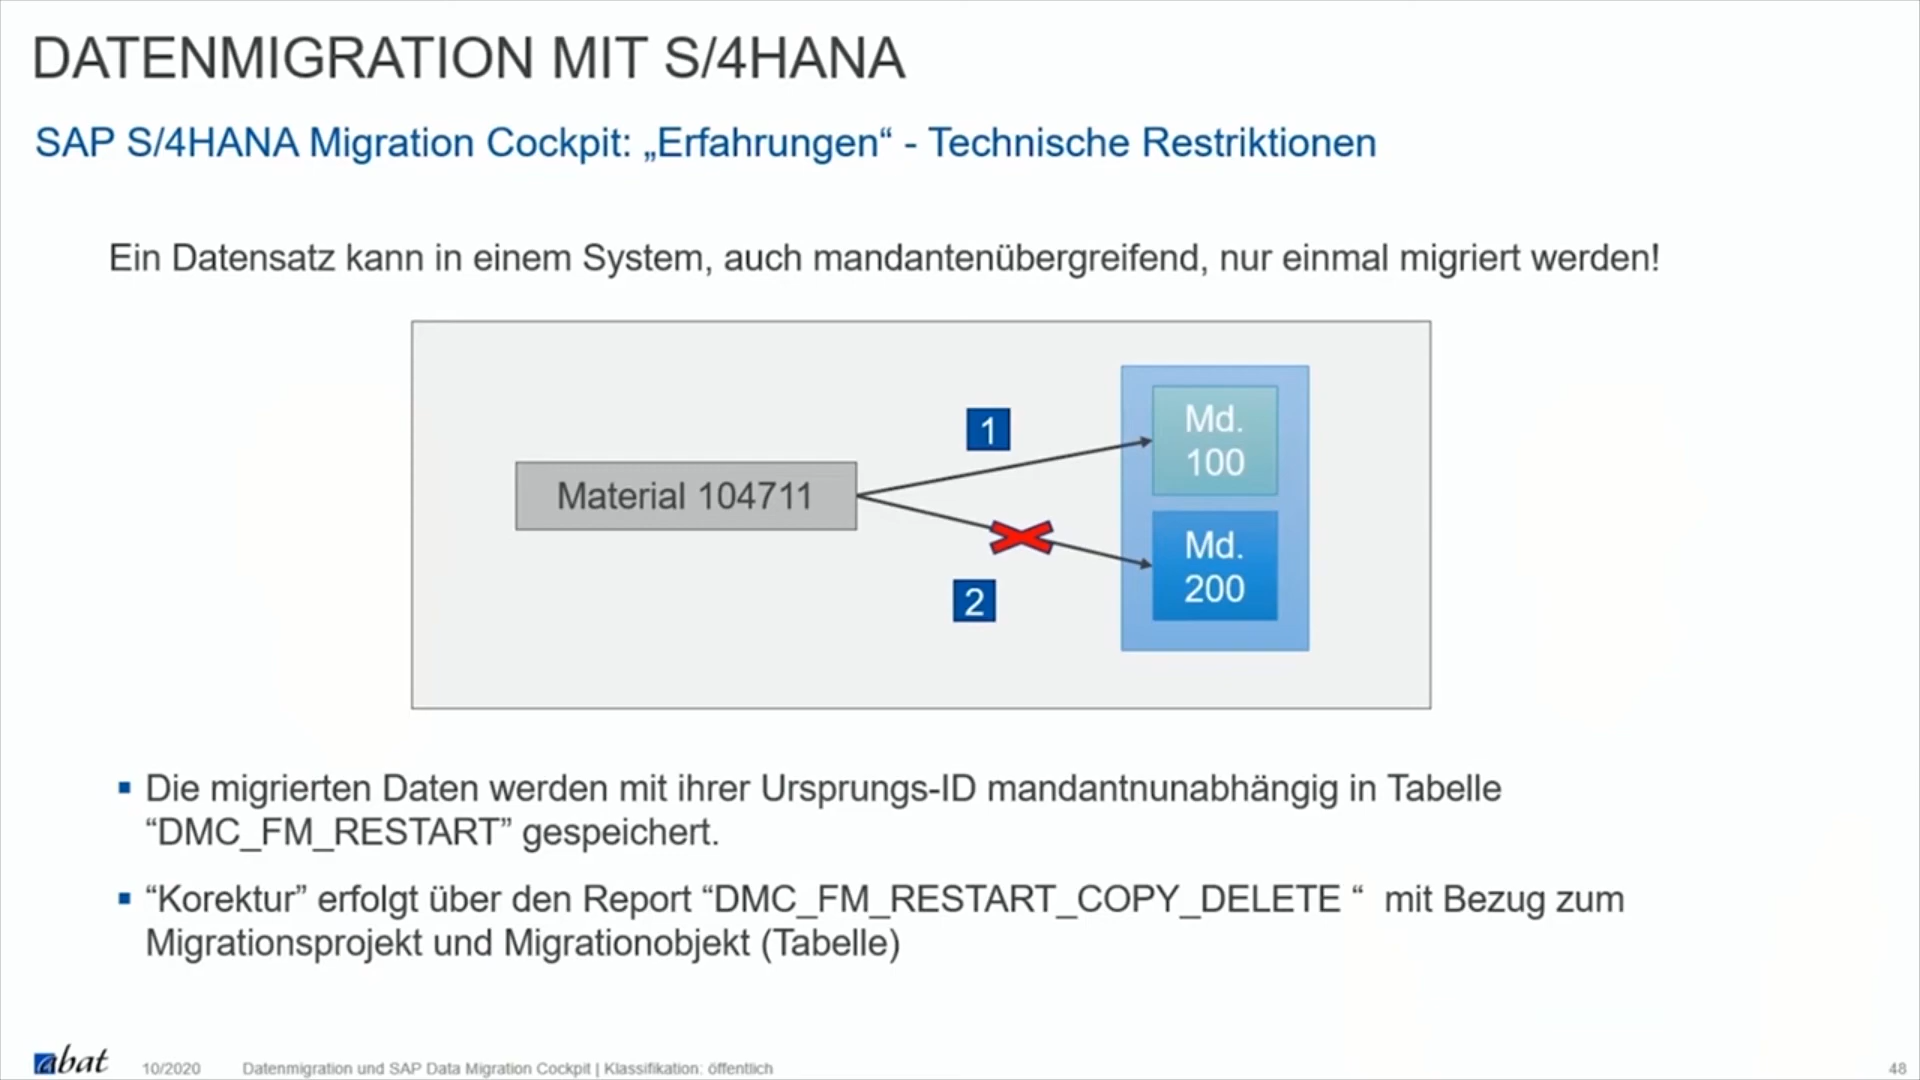 DATENMIGRATION MIT S/4HANA
SAP S/4HANA Migration Cockpit: „Erfahrungen“ - Technische Restriktionen
Ein Datensatz kann in einem System, auch mandantenübergreifend, nur einmal migriert werden!
1
Md.
100
Material 104711
Md.
200
2
▪ Die migrierten Daten werden mit ihrer Ursprungs-ID mandantnunabhängig in Tabelle
“DMC_FM_RESTART” gespeichert.
▪ “Korektur” erfolgt über den Report “DMC_FM_RESTART_COPY_DELETE “ mit Bezug zum
Migrationsprojekt und Migrationobjekt (Tabelle)
abat 10/2020 Datenmigration und SAP Data Migration Cockpit | Klassifikation: öffentlich 48